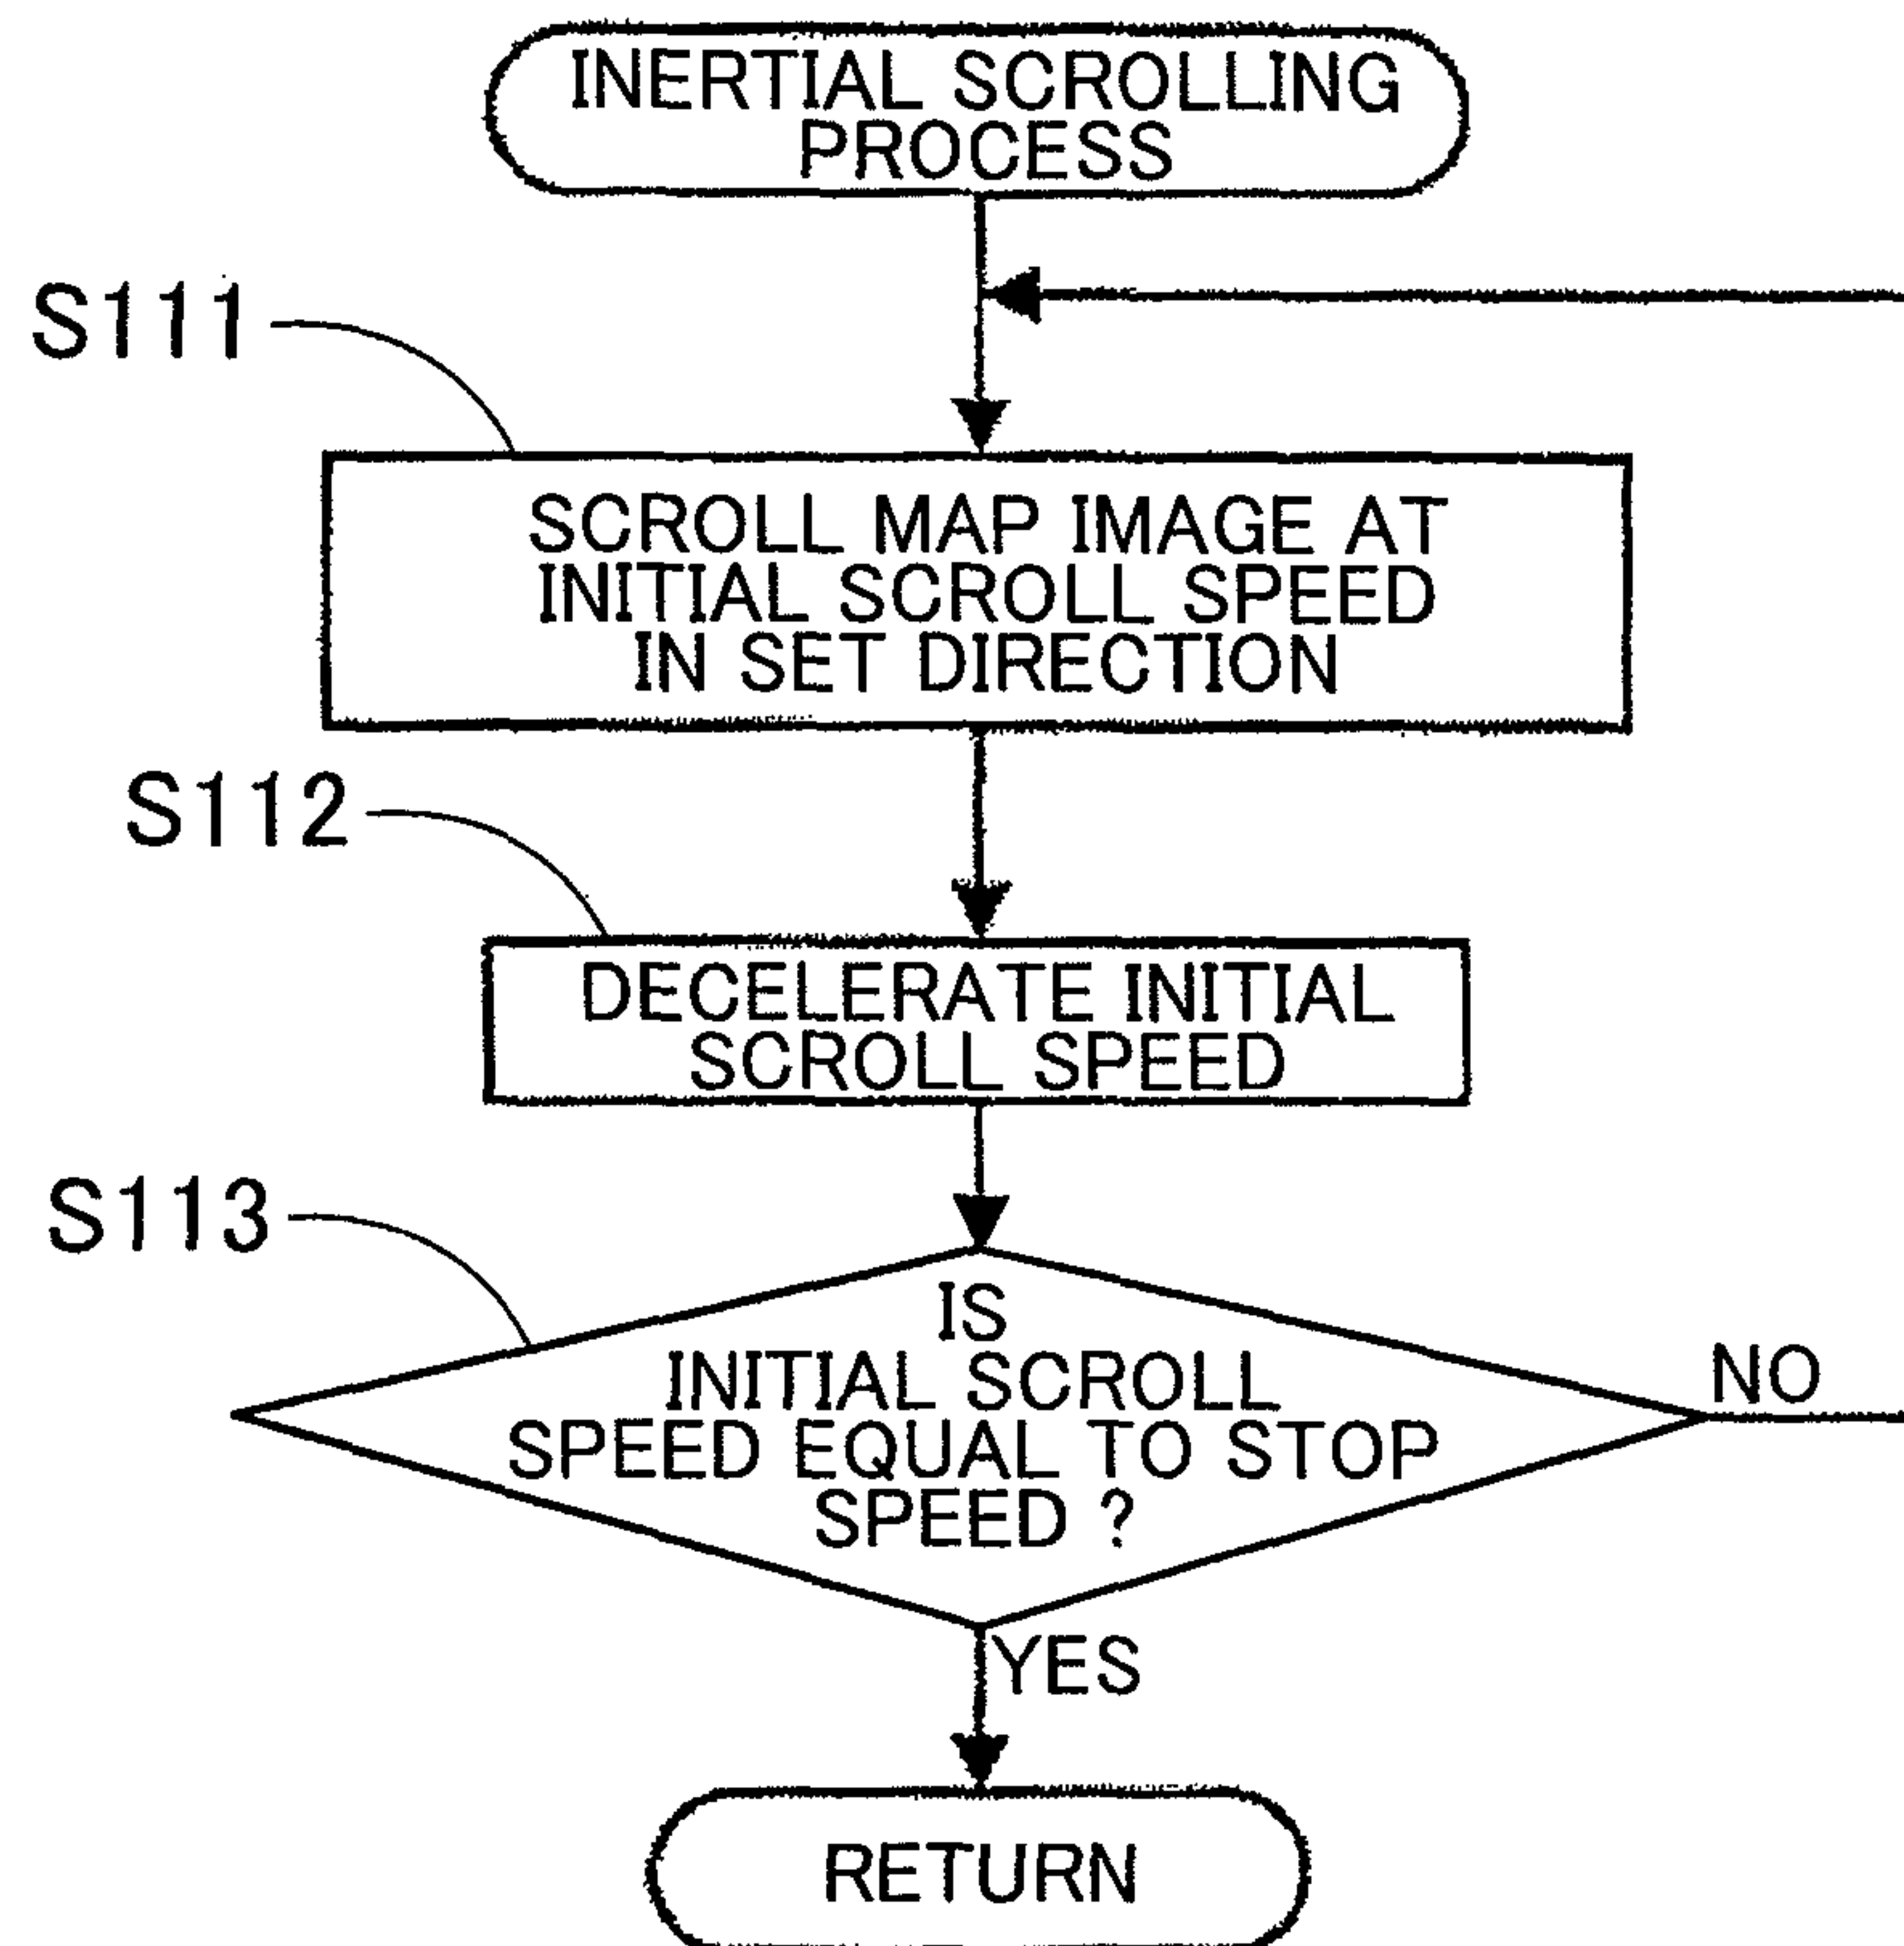 INERTIAL SCROLLING
PROCESS
S111
SCROLL MAP IMAGE AT
INITIAL SCROLL SPEED
IN SET DIRECTION
S112
DECELERATE INITIAL
SCROLL SPEED
S113
IS
INITIAL SCROLL
SPEED EQUAL TO STOP
SPEED ?
NO
YES
RETURN